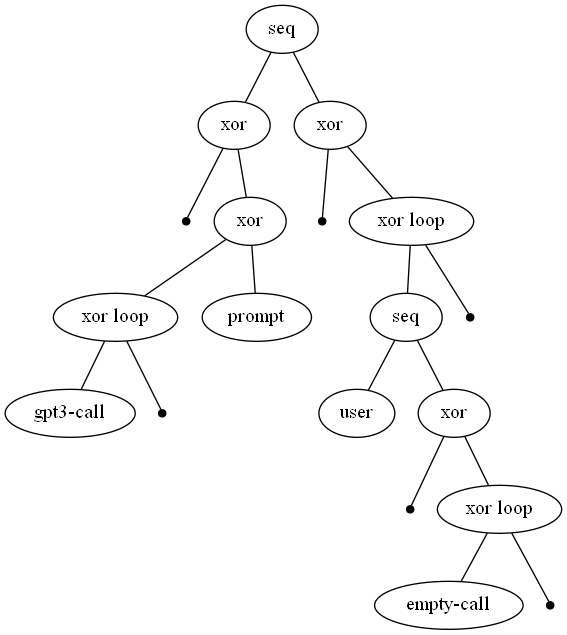 seq
xor
xor
xor
xor loop
xor loop
prompt
seq
gpt3-call
user
xor
xor loop
empty-call